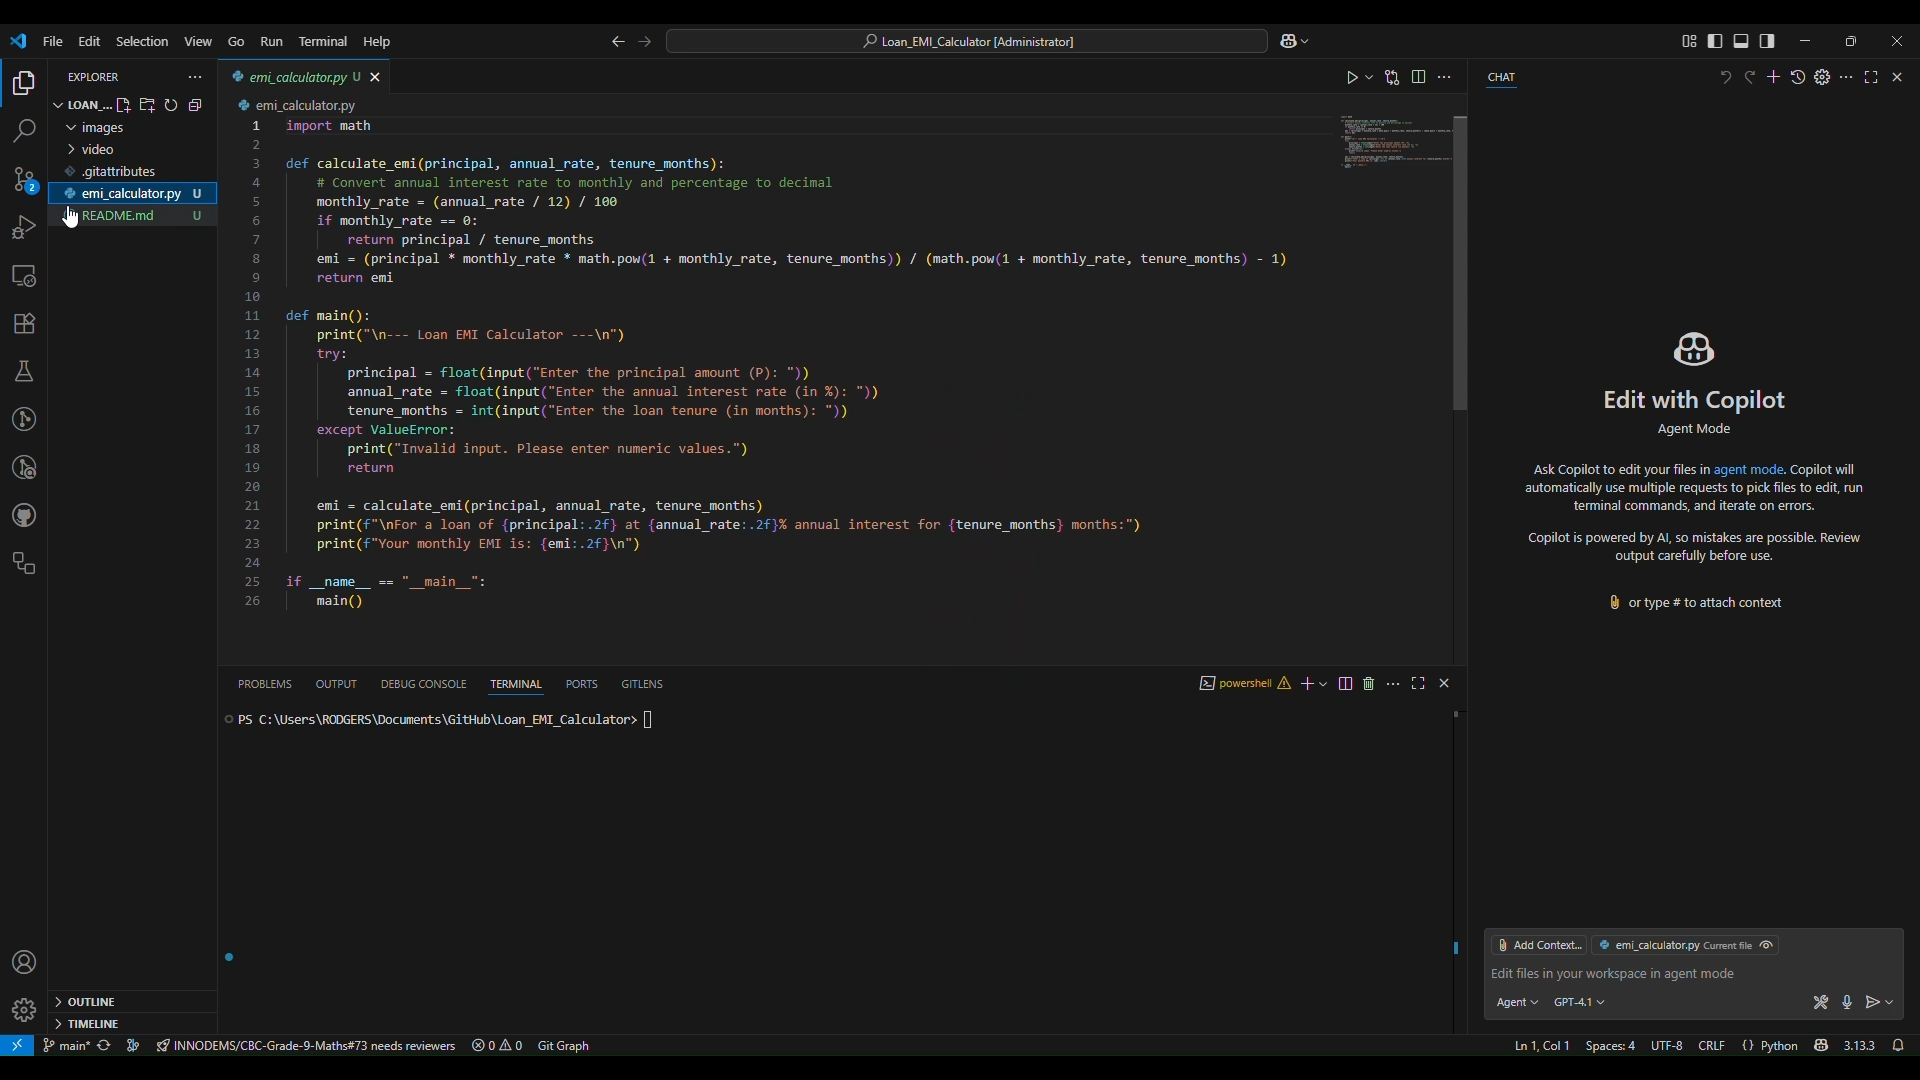 File Edit Selection View Go Run Terminal Help
Loan_EMI_Calculator [Administrator]
EXPLORER
LOAN_...
images
video
.gitattributes
emi_calculator.py U
README.md U
OUTLINE
TIMELINE
emi_calculator.py U
emi_calculator.py
1 import math
2
3 def calculate_emi(principal, annual_rate, tenure_months):
4 # Convert annual interest rate to monthly and percentage to decimal
5 monthly_rate = (annual_rate / 12) / 100
6 if monthly_rate == 0:
7 return principal / tenure_months
8 emi = (principal * monthly_rate * math.pow(1 + monthly_rate, tenure_months)) / (math.pow(1 + monthly_rate, tenure_months) - 1)
9 return emi
10
11 def main():
12 print("\n--- Loan EMI Calculator ---\n")
13 try:
14 principal = float(input("Enter the principal amount (P): "))
15 annual_rate = float(input("Enter the annual interest rate (in %): "))
16 tenure_months = int(input("Enter the loan tenure (in months): "))
17 except ValueError:
18 print("Invalid input. Please enter numeric values.")
19 return
20
21 emi = calculate_emi(principal, annual_rate, tenure_months)
22 print(f"\nFor a loan of {principal:.2f} at {annual_rate:.2f}% annual interest for {tenure_months} months:")
23 print(f"Your monthly EMI is: {emi:.2f}\n")
24
25 if __name__ == "__main__":
26 main()
PROBLEMS OUTPUT DEBUG CONSOLE TERMINAL PORTS GITLENS
powershell
PS C:\Users\RODGERS\Documents\GitHub\Loan_EMI_Calculator>
CHAT
Edit with Copilot
Agent Mode
Ask Copilot to edit your files in agent mode. Copilot will
automatically use multiple requests to pick files to edit, run
terminal commands, and iterate on errors.
Copilot is powered by AI, so mistakes are possible. Review
output carefully before use.
or type # to attach context
Add Context... emi_calculator.py Current file
Edit files in your workspace in agent mode
Agent GPT-4.1
2
main* INNODEMS/CBC-Grade-9-Maths#73 needs reviewers 0 0 Git Graph
Ln 1, Col 1 Spaces: 4 UTF-8 CRLF {} Python 3.13.3